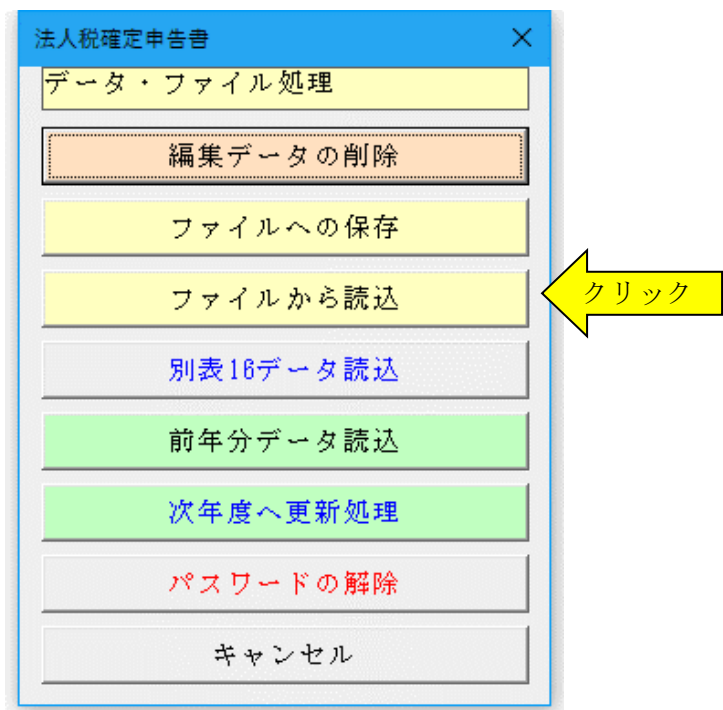 法人税確定申告書
データ・ファイル処理
編集データの削除
ファイルへの保存
ファイルから読込
クリック
別表16データ読込
前年分データ読込
次年度へ更新処理
パスワードの解除
キャンセル